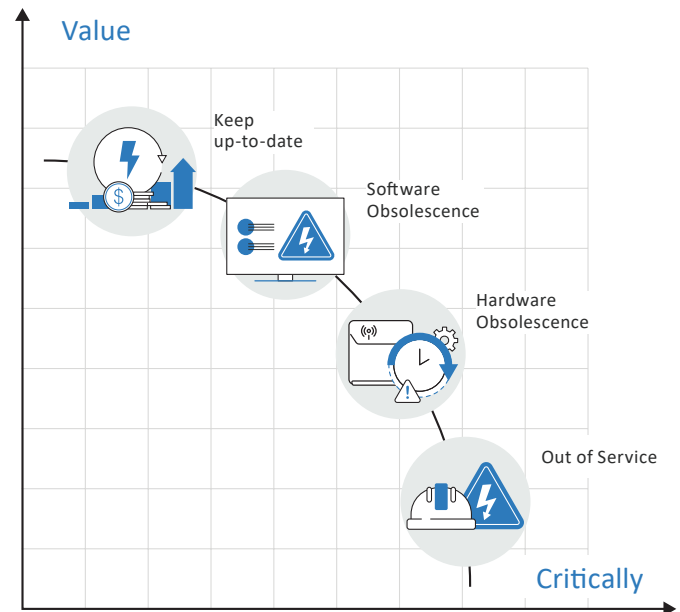 Value
Keep
up-to-date
Software
Obsolescence
$
Hardware
Obsolescence
!
Out of Service
Critically